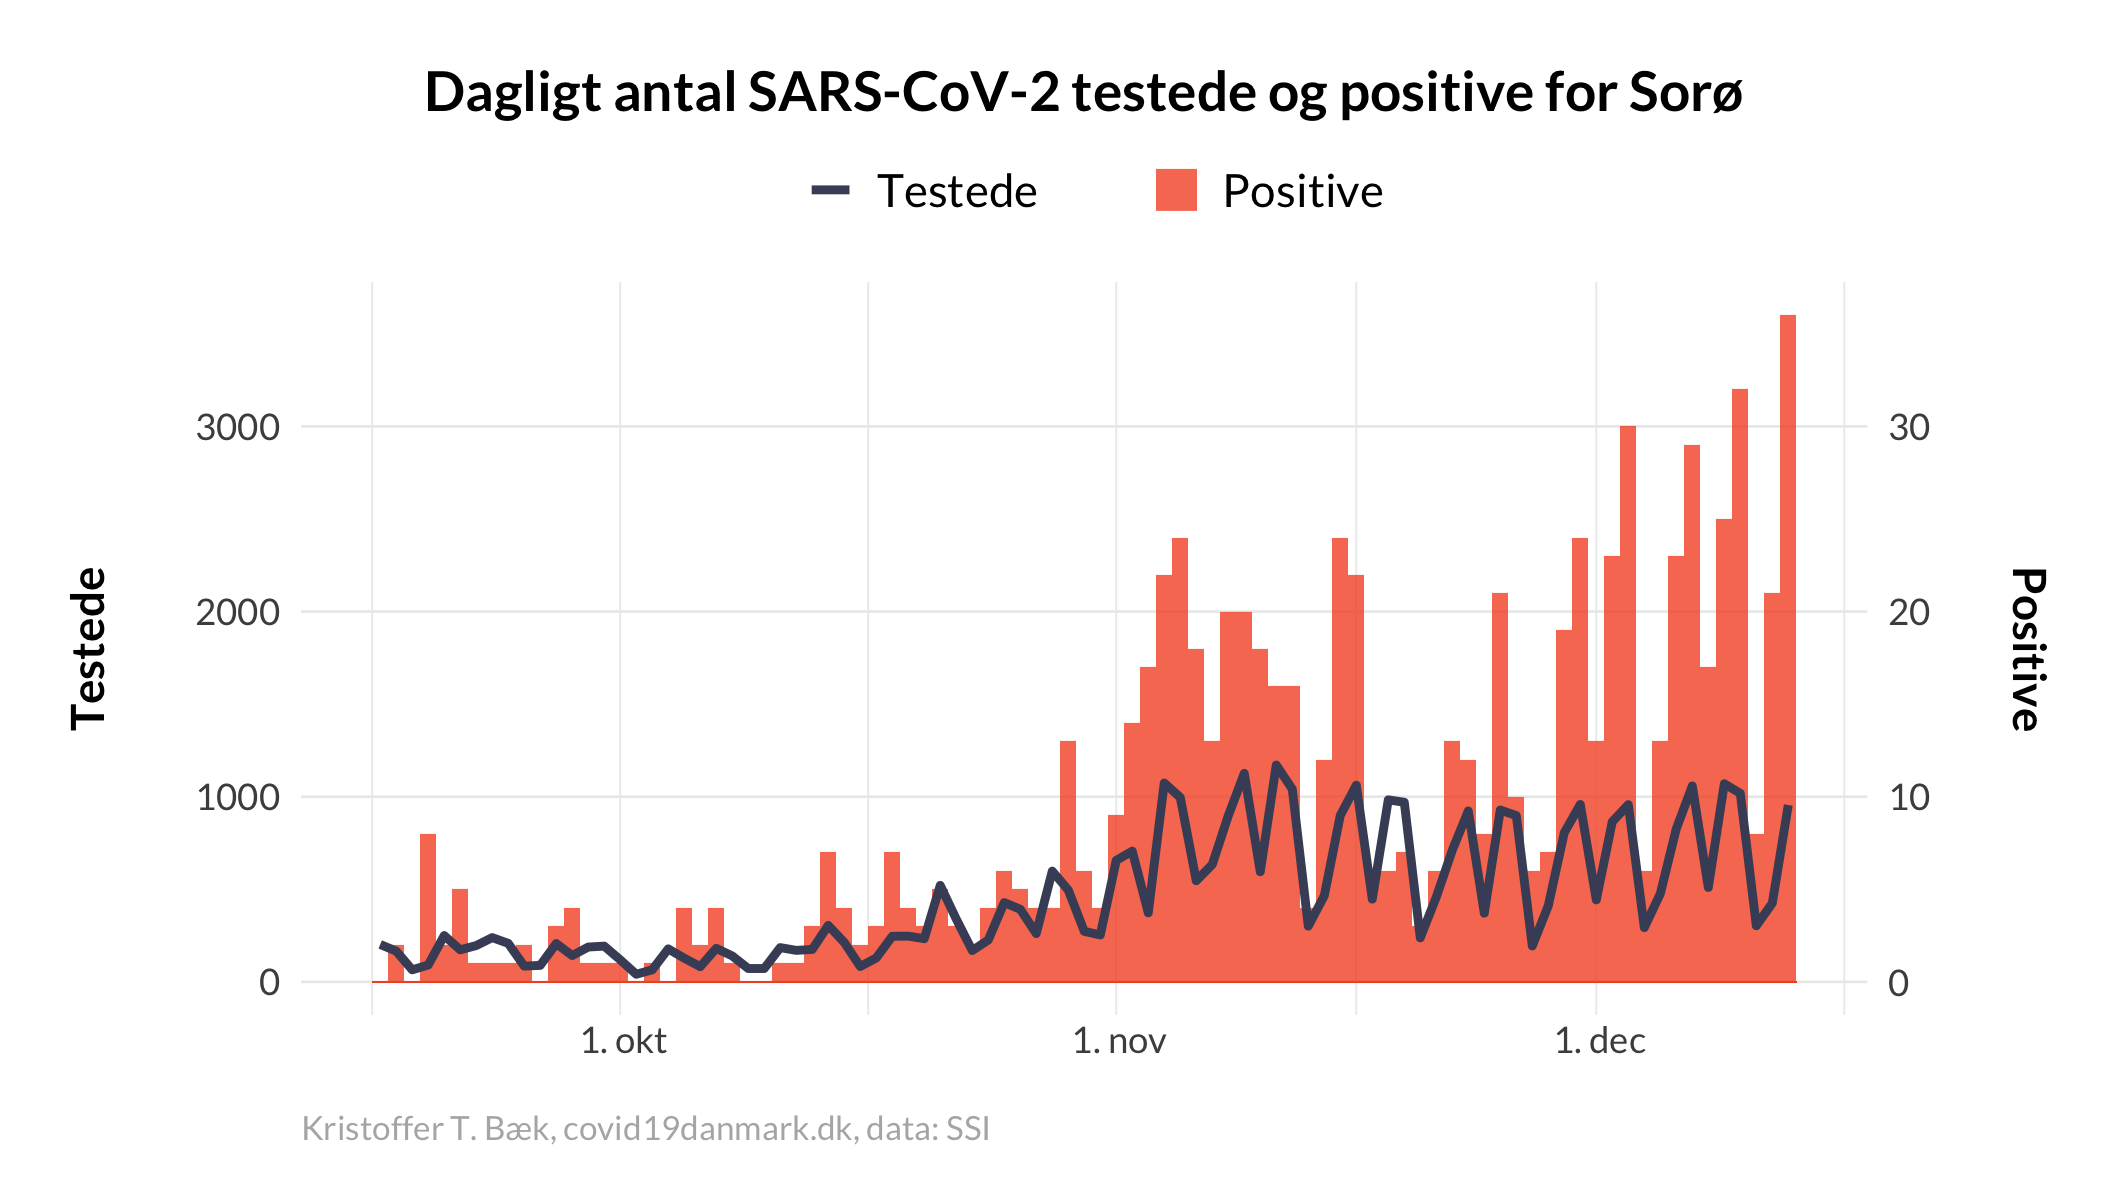 Dagligt antal SARS-CoV-2 testede og positive for Sorø
Testede Positive
3000 30
2000 20
1000 10
0 0
Testede
Positive
1. okt 1. nov 1. dec
Kristoffer T. Bæk, covid19danmark.dk, data: SSI